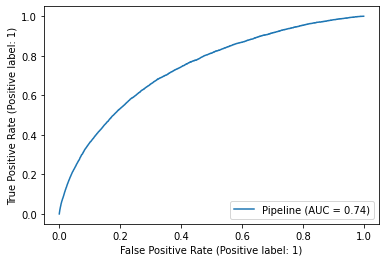 1.0
0.8
0.6
0.4
0.2
0.0
True Positive Rate (Positive label: 1)
Pipeline (AUC = 0.74)
0.0 0.2 0.4 0.6 0.8 1.0
False Positive Rate (Positive label: 1)